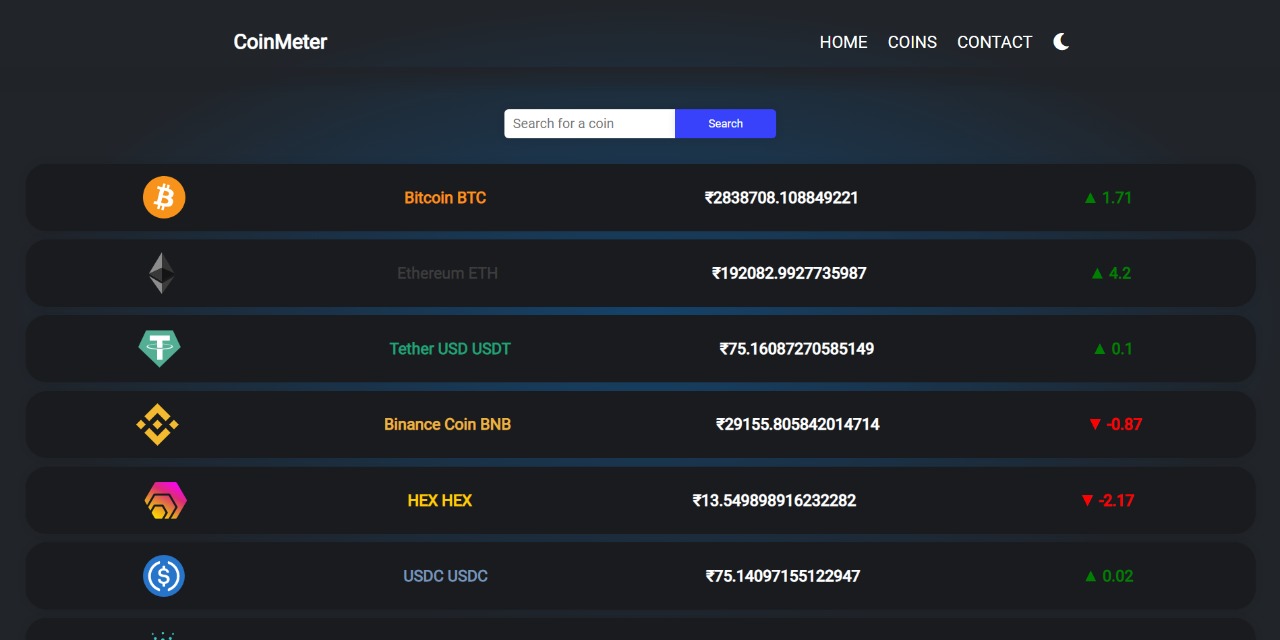 CoinMeter HOME COINS CONTACT
Search for a coin Search
Bitcoin BTC ₹2838708.108849221 ▲ 1.71
Ethereum ETH ₹192082.9927735987 ▲ 4.2
Tether USD USDT ₹75.16087270585149 ▲ 0.1
Binance Coin BNB ₹29155.805842014714 ▼ -0.87
HEX HEX ₹13.549898916232282 ▼ -2.17
USDC USDC ₹75.14097155122947 ▲ 0.02